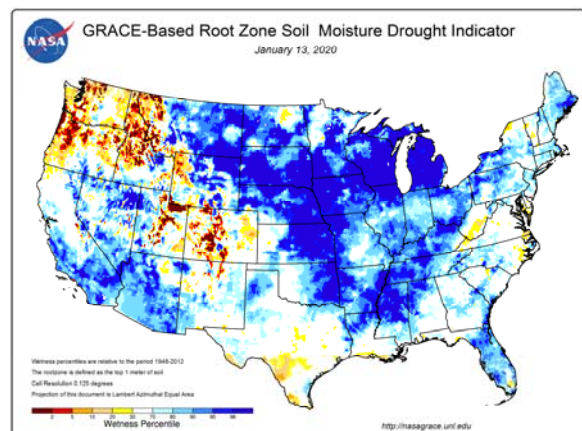 NASA
GRACE-Based Root Zone Soil Moisture Drought Indicator
January 13, 2020
Wetness percentiles are relative to the period 1948-2012
The rootzone is defined as the top 1 meter of soil
Cell Resolution 0.125 degrees
Projection of this document is Lambert Azimuthal Equal Area
2 5 10 20 30 70 80 90 95 98
Wetness Percentile
http://nasagrace.unl.edu